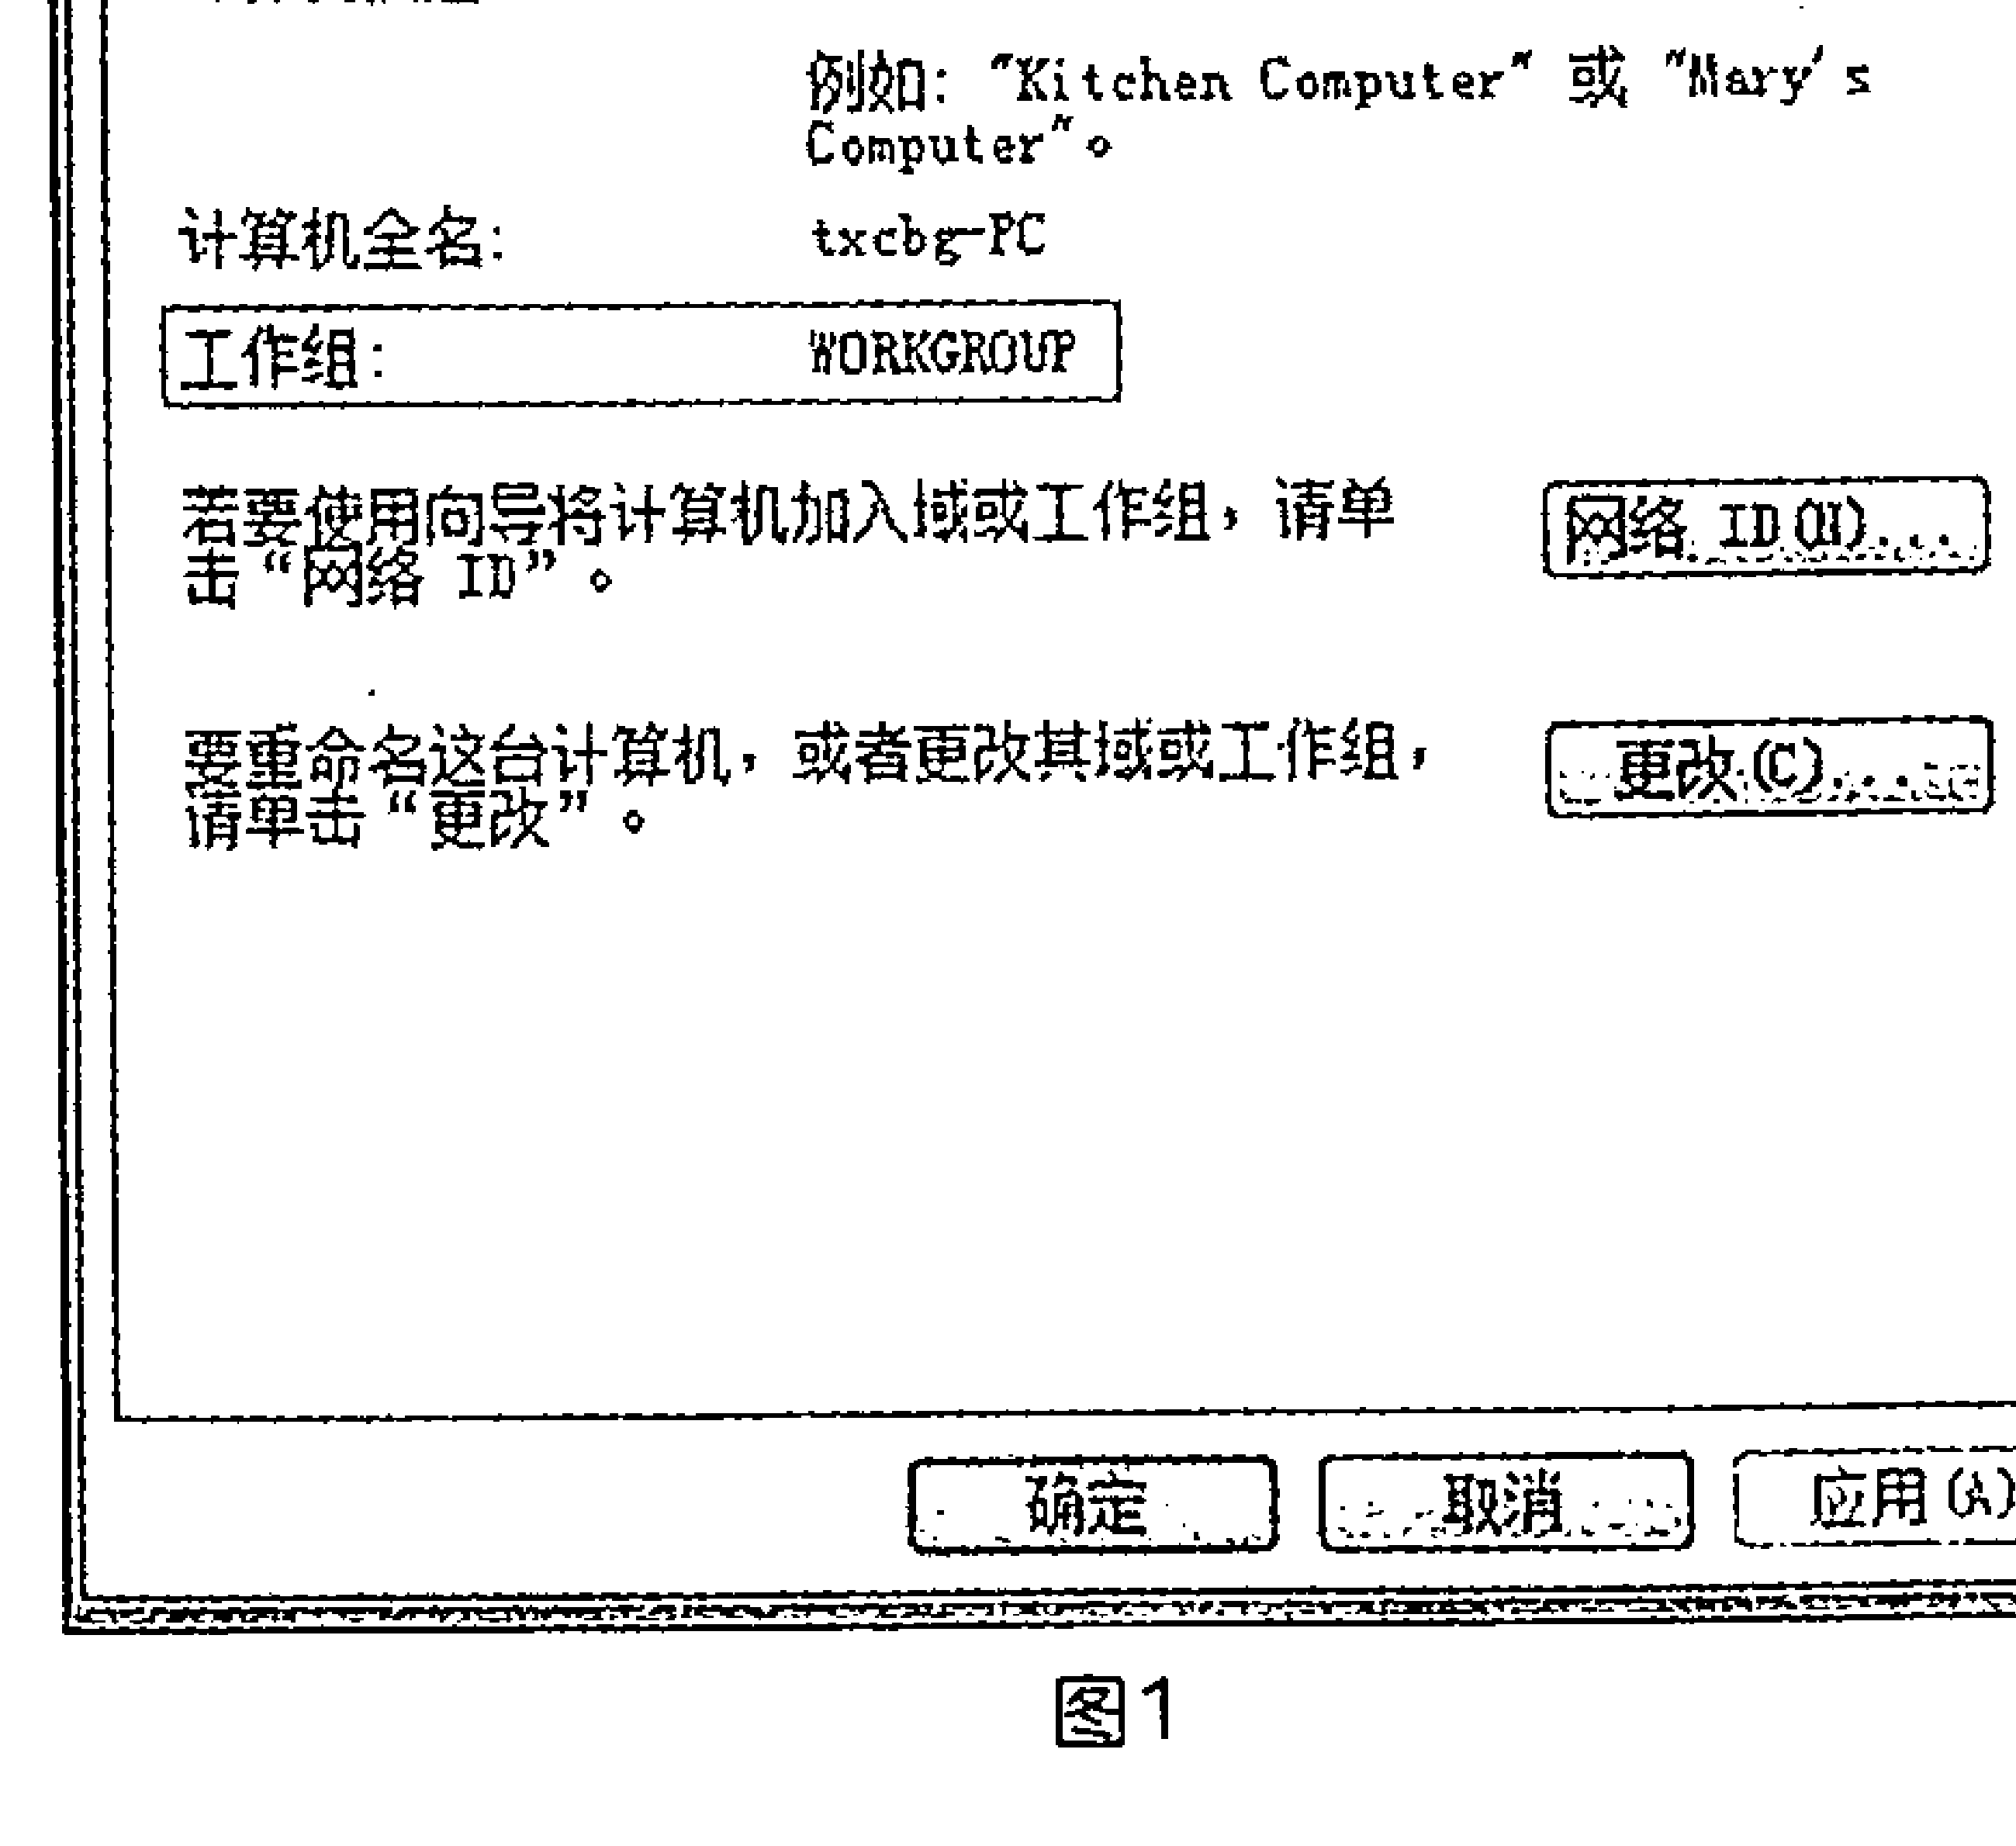 例如: "Kitchen Computer" 或 "Mary's
Computer"。
计算机全名: txcbg-PC
工作组: WORKGROUP
若要使用向导将计算机加入域或工作组，请单 网络 ID(N)...
击“网络 ID”。
要重命名这台计算机，或者更改其域或工作组， 更改(C)...
请单击“更改”。
确定 取消 应用(A)
图1